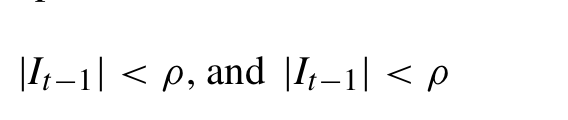 |I_{t−1}| < ρ, and |I_{t−1}| < ρ